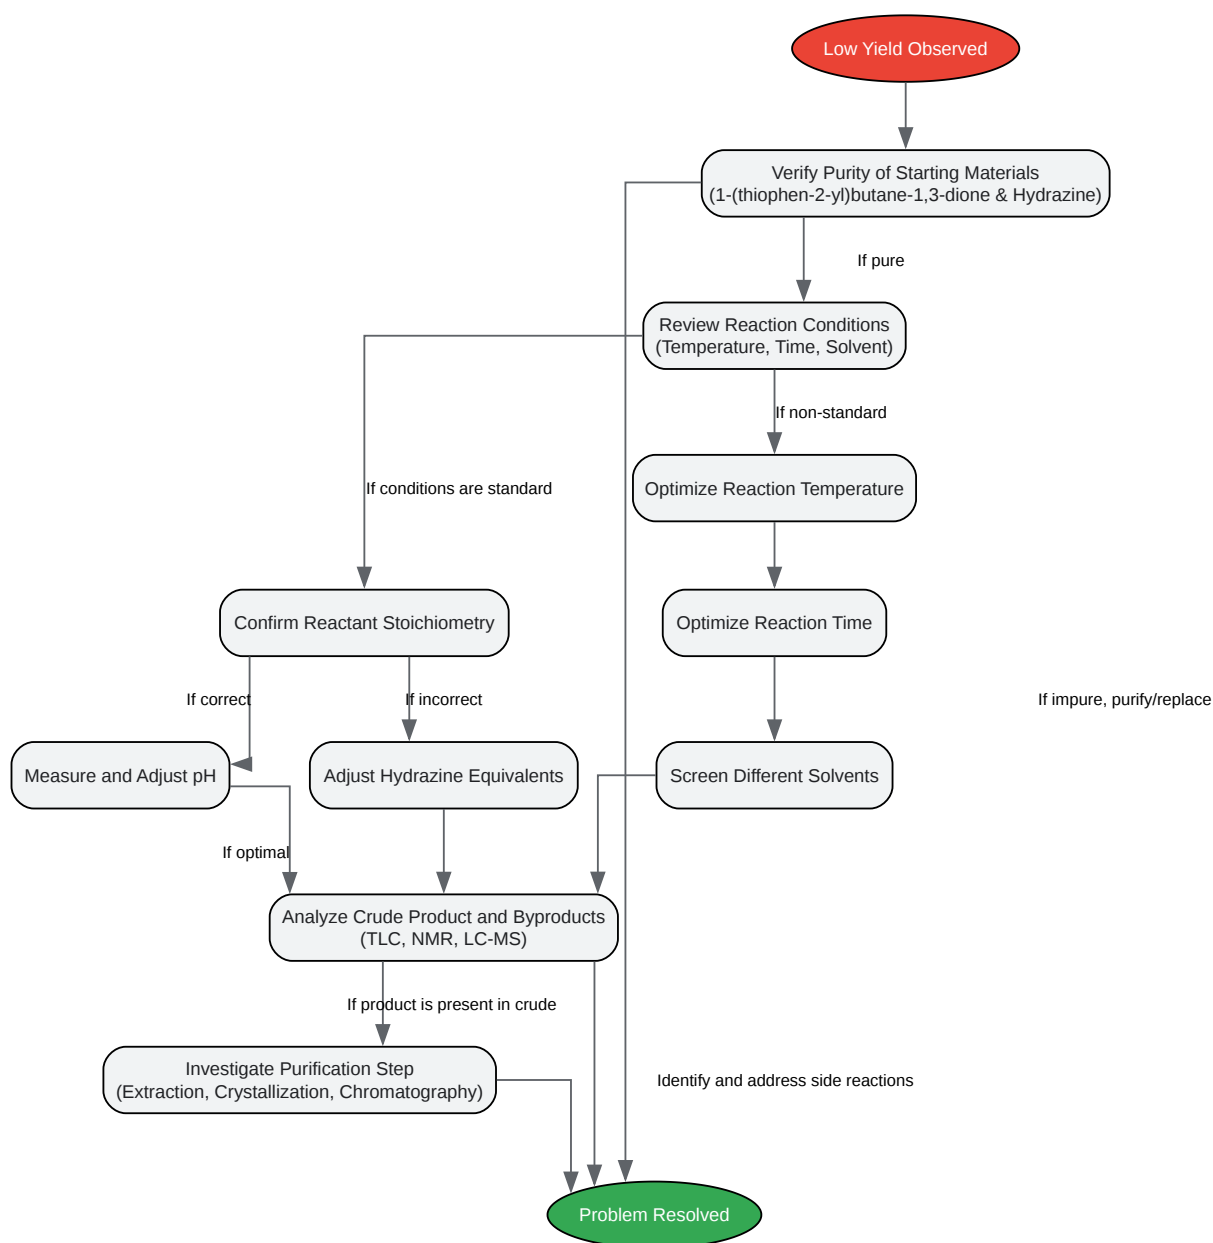 Low Yield Observed
Verify Purity of Starting Materials
(1-(thiophen-2-yl)butane-1,3-dione & Hydrazine)
If pure
Review Reaction Conditions
(Temperature, Time, Solvent)
If non-standard
If conditions are standard
Optimize Reaction Temperature
Confirm Reactant Stoichiometry
Optimize Reaction Time
If correct
If incorrect
If impure, purify/replace
Measure and Adjust pH
Adjust Hydrazine Equivalents
Screen Different Solvents
If optimal
Analyze Crude Product and Byproducts
(TLC, NMR, LC-MS)
If product is present in crude
Investigate Purification Step
(Extraction, Crystallization, Chromatography)
Identify and address side reactions
Problem Resolved